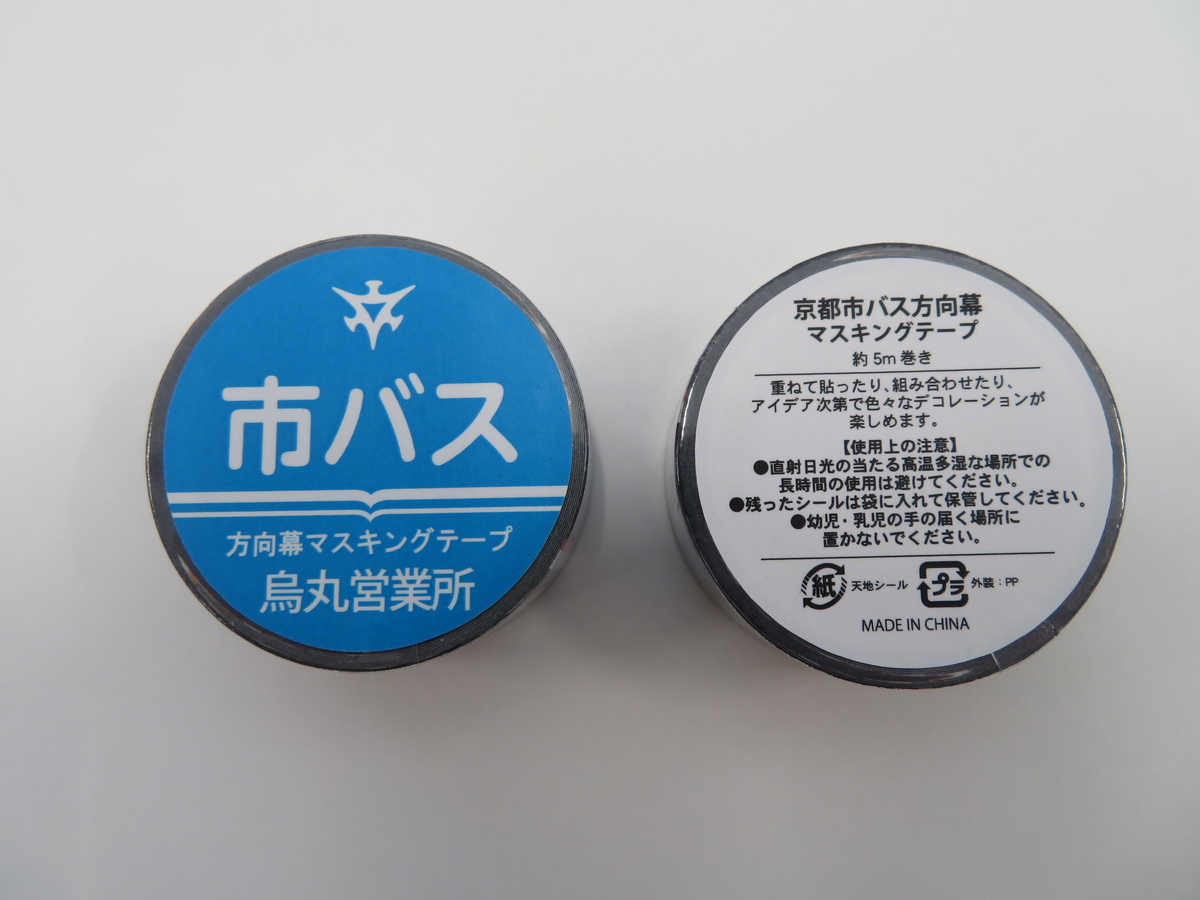 市バス
方向幕マスキングテープ
烏丸営業所
京都市バス方向幕
マスキングテープ
約5m巻き
重ねて貼ったり、組み合わせたり、
アイデア次第で色々なデコレーションが
楽しめます。
【使用上の注意】
●直射日光の当たる高温多湿な場所での
長時間の使用は避けてください。
●残ったシールは袋に入れて保管してください。
●幼児・乳児の手の届く場所に
置かないでください。
紙 天地シール プラ 外装：PP
MADE IN CHINA